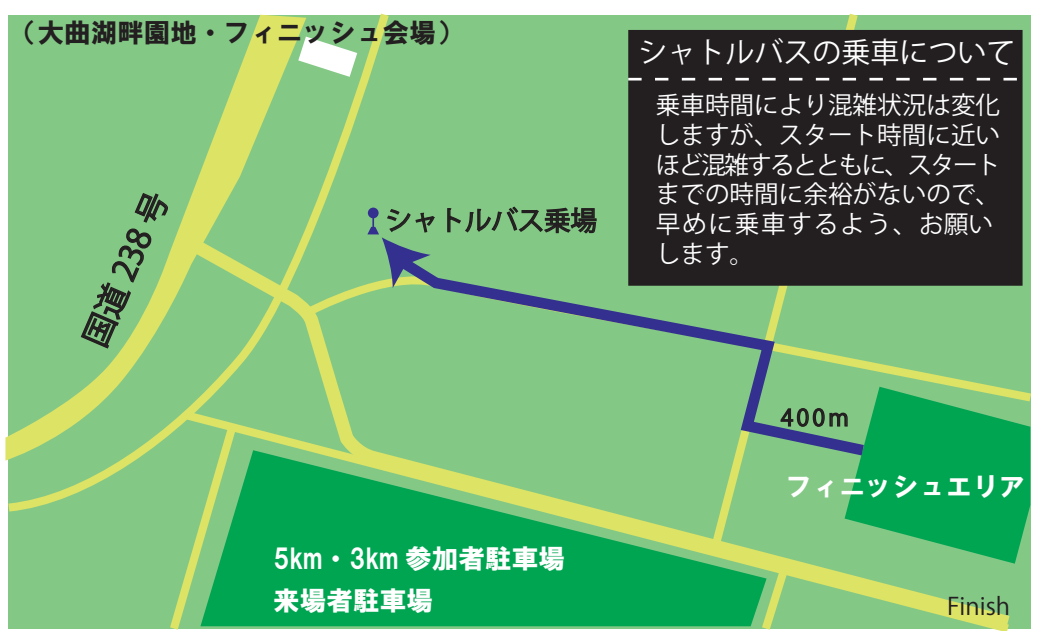 （大曲湖畔園地・フィニッシュ会場）
シャトルバスの乗車について
乗車時間により混雑状況は変化
しますが、スタート時間に近い
ほど混雑するとともに、スタート
までの時間に余裕がないので、
早めに乗車するよう、お願い
します。
国道 238 号
シャトルバス乗場
400m
フィニッシュエリア
5km・3km 参加者駐車場
来場者駐車場
Finish